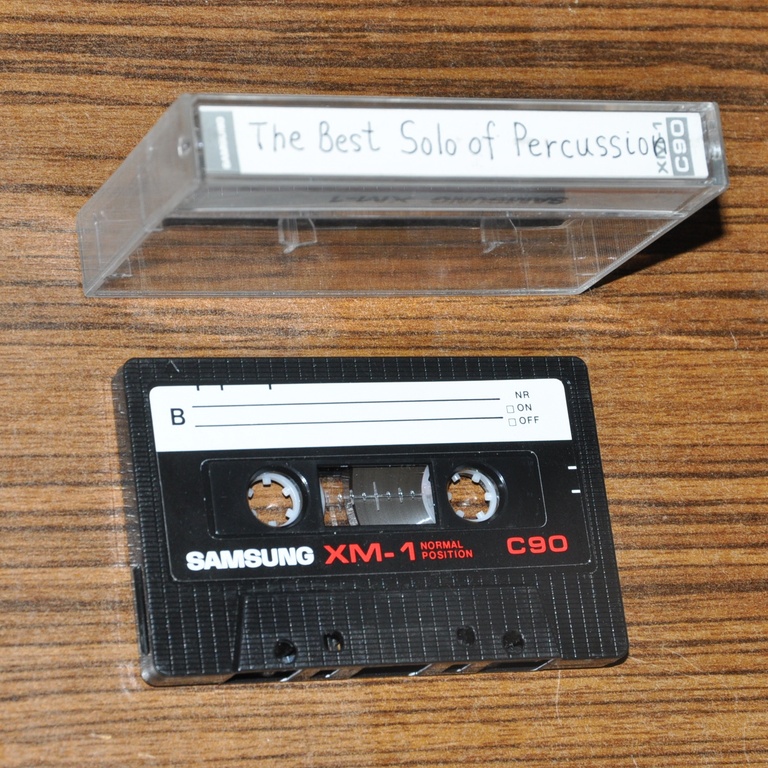 The Best Solo of Percussion
XM-1
C90
SAMSUNG XM-1
B
NR
ON
OFF
SAMSUNG XM-1 NORMAL POSITION C90